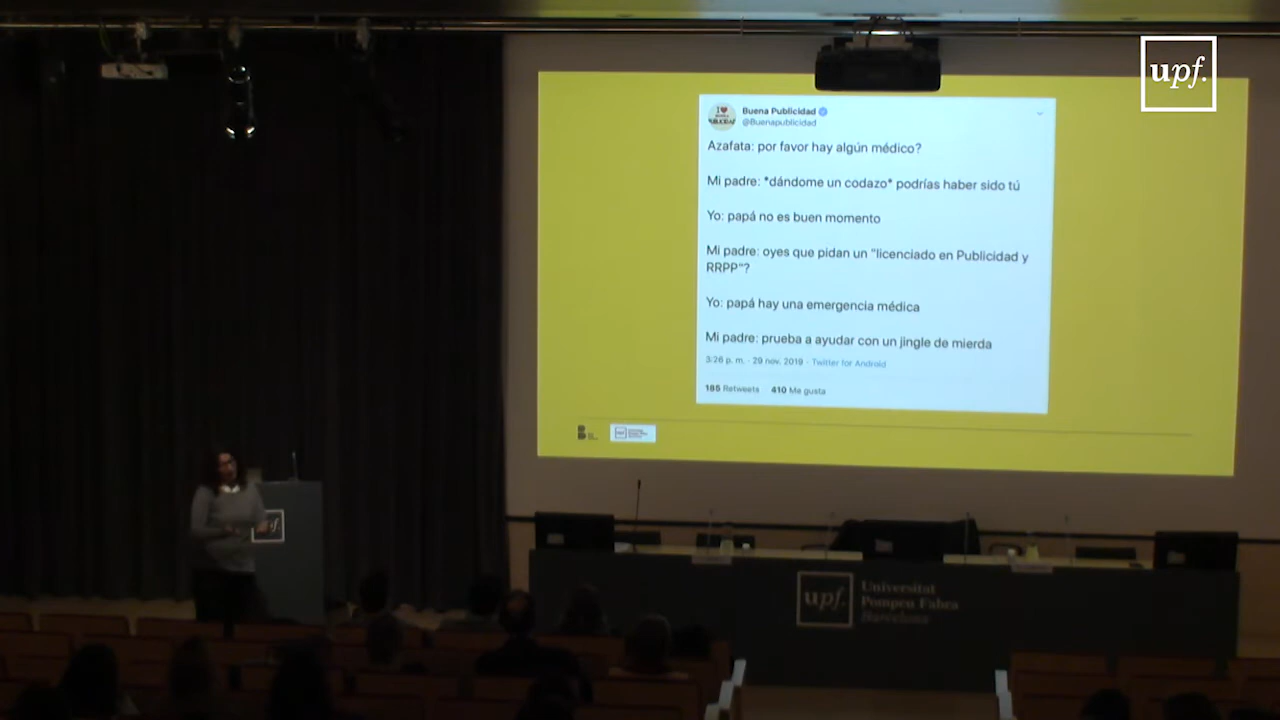 upf.
Buena Publicidad
@Buenapublicidad
Azafata: por favor hay algún médico?
Mi padre: *dándome un codazo* podrías haber sido tú
Yo: papá no es buen momento
Mi padre: oyes que pidan un "licenciado en Publicidad y
RRPP"?
Yo: papá hay una emergencia médica
Mi padre: prueba a ayudar con un jingle de mierda
3:26 p. m. · 29 nov. 2019 · Twitter for Android
185 Retweets 410 Me gusta
upf.
upf.
Universitat
Pompeu Fabra
Barcelona